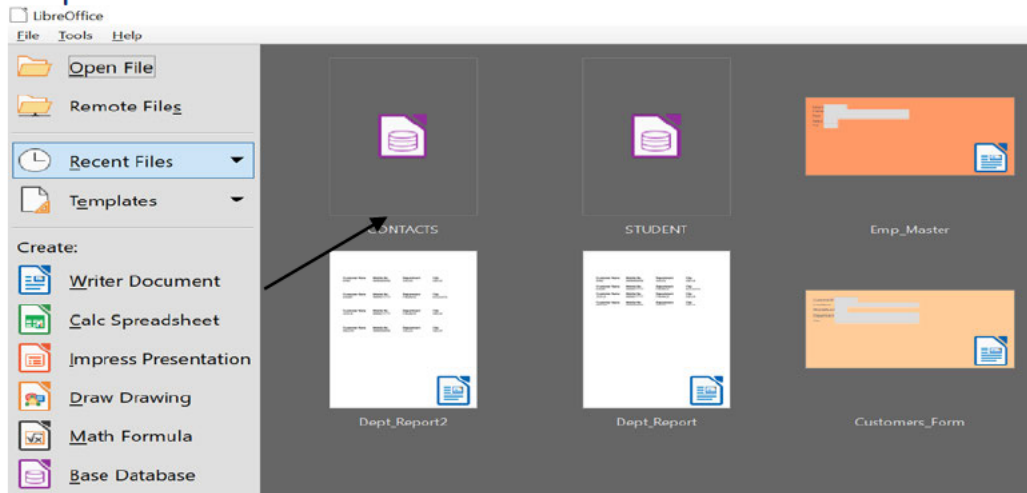 LibreOffice
File Tools Help
Open File
Remote Files
Recent Files
Templates
Create:
Writer Document
Calc Spreadsheet
Impress Presentation
Draw Drawing
Math Formula
Base Database
CONTACTS
STUDENT
Emp_Master
Dept_Report2
Dept_Report
Customers_Form